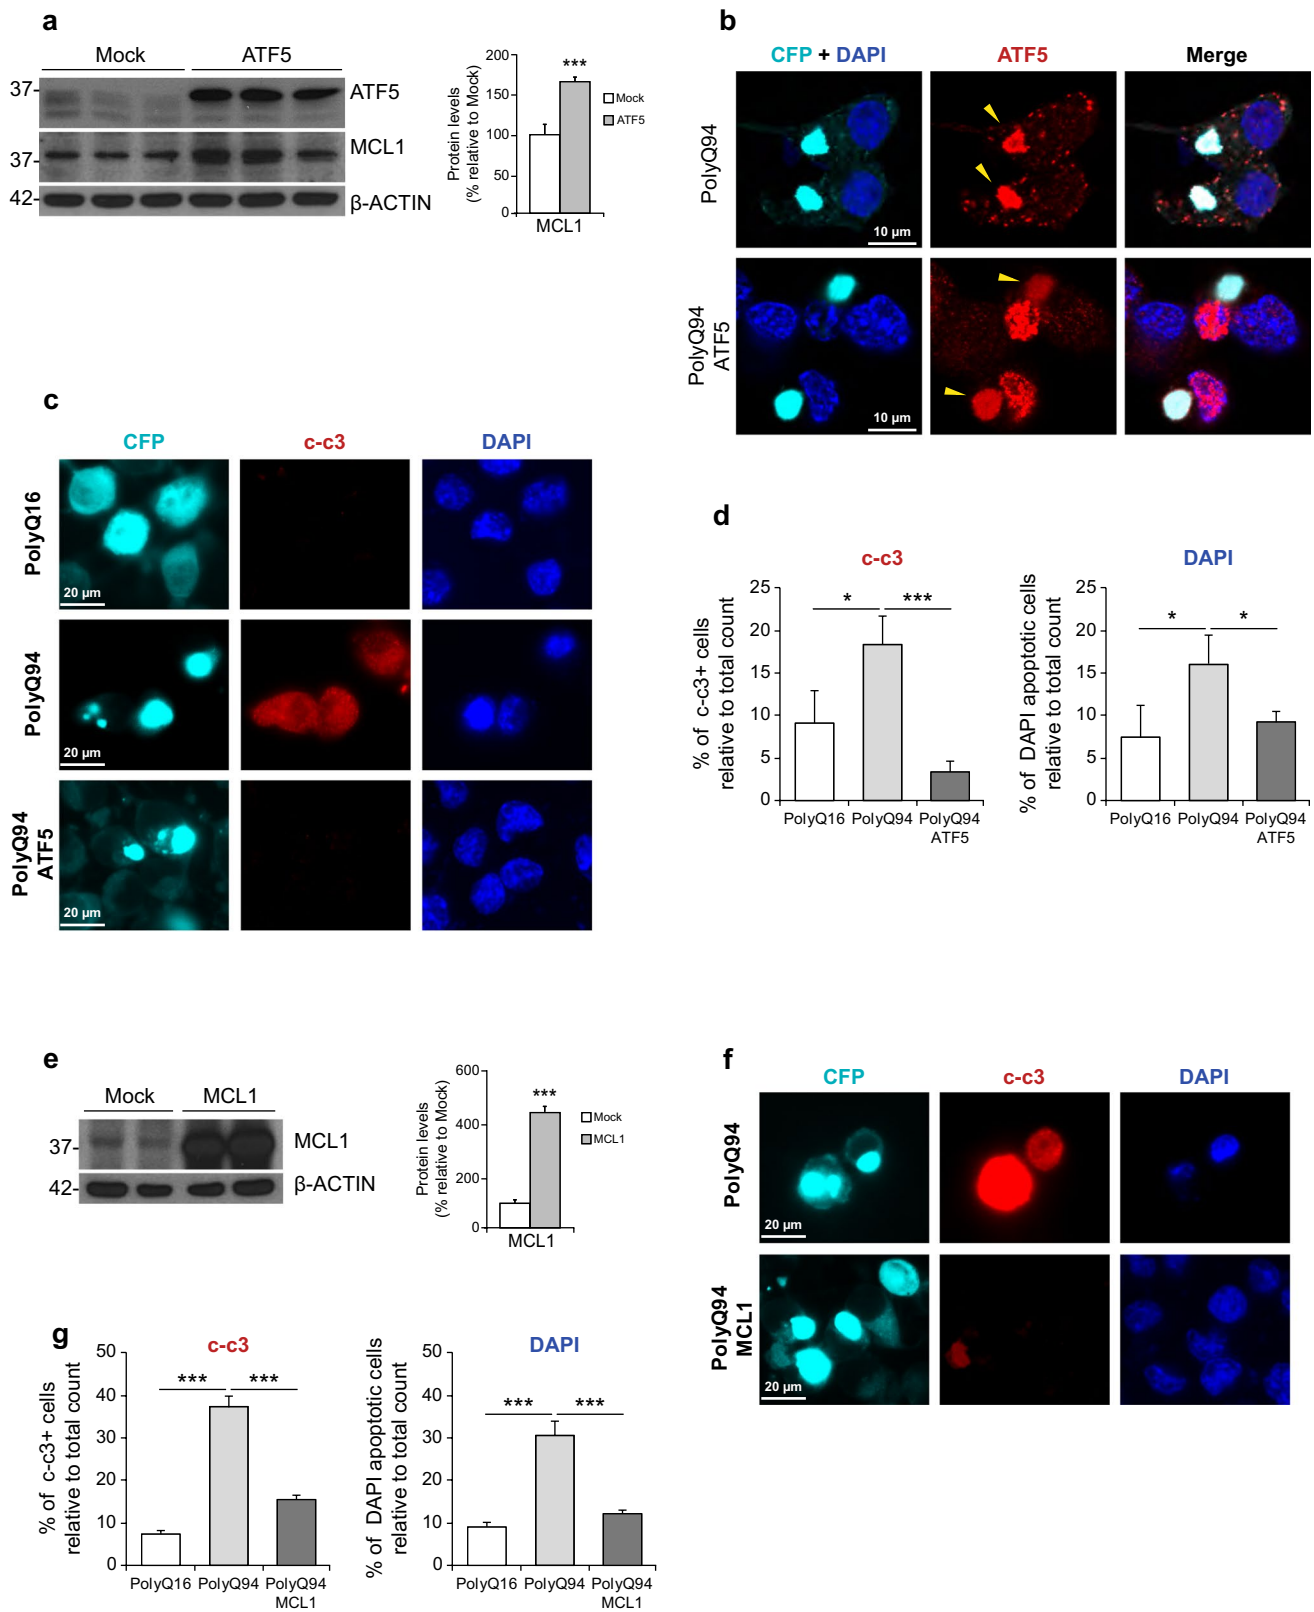 a
Mock
ATF5
37-
ATF5
37-
MCL1
42-
β-ACTIN
Protein levels
(% relative to Mock)
200
150
100
50
0
***
MCL1
Mock
ATF5
b
CFP + DAPI
ATF5
Merge
PolyQ94
10 µm
PolyQ94
ATF5
10 µm
c
CFP
c-c3
DAPI
PolyQ16
20 µm
PolyQ94
20 µm
PolyQ94
ATF5
20 µm
d
c-c3
% of c-c3+ cells
relative to total count
25
20
15
10
5
0
*
***
PolyQ16
PolyQ94
PolyQ94
ATF5
DAPI
% of DAPI apoptotic cells
relative to total count
25
20
15
10
5
0
*
*
PolyQ16
PolyQ94
PolyQ94
ATF5
e
Mock
MCL1
37-
MCL1
42-
β-ACTIN
Protein levels
(% relative to Mock)
600
400
200
0
***
MCL1
Mock
MCL1
f
CFP
c-c3
DAPI
PolyQ94
20 µm
PolyQ94
MCL1
20 µm
g
c-c3
% of c-c3+ cells
relative to total count
50
40
30
20
10
0
***
***
PolyQ16
PolyQ94
PolyQ94
MCL1
DAPI
% of DAPI apoptotic cells
relative to total count
50
40
30
20
10
0
***
***
PolyQ16
PolyQ94
PolyQ94
MCL1